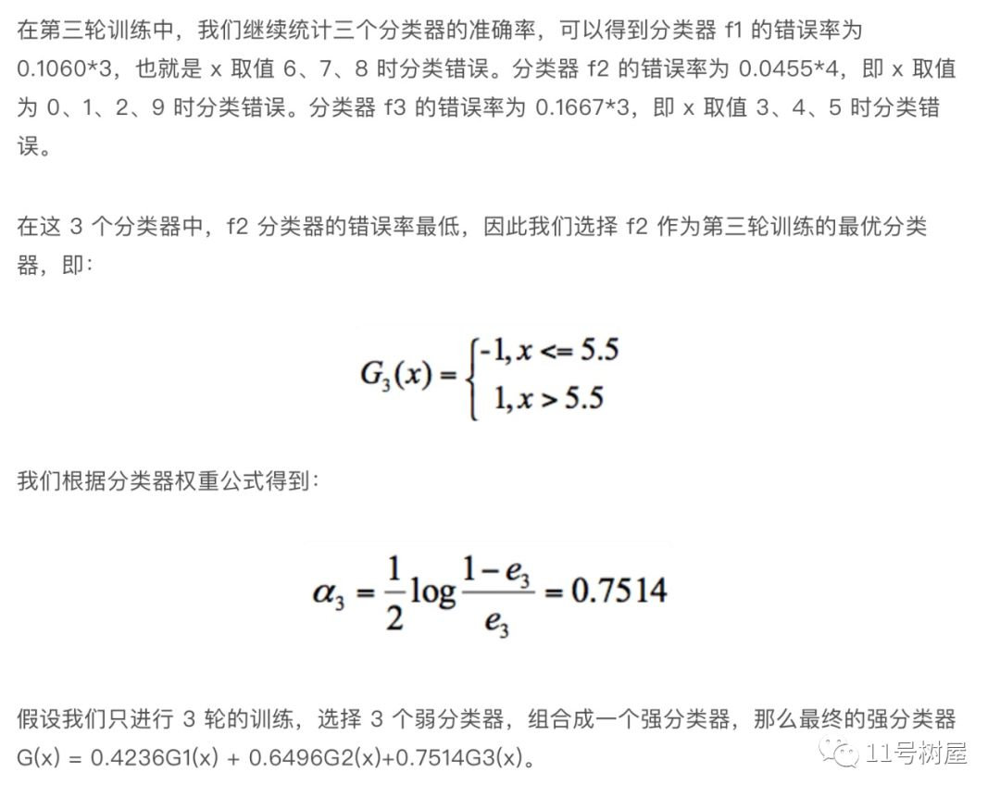 在第三轮训练中，我们继续统计三个分类器的准确率，可以得到分类器 f1 的错误率为
0.1060*3，也就是 x 取值 6、7、8 时分类错误。分类器 f2 的错误率为 0.0455*4，即 x 取值
为 0、1、2、9 时分类错误。分类器 f3 的错误率为 0.1667*3，即 x 取值 3、4、5 时分类错
误。
在这 3 个分类器中，f2 分类器的错误率最低，因此我们选择 f2 作为第三轮训练的最优分类
器，即：
G₃(x) = { -1, x <= 5.5
1, x > 5.5
我们根据分类器权重公式得到：
α₃ = 1/2 log (1 − e₃)/e₃ = 0.7514
假设我们只进行 3 轮的训练，选择 3 个弱分类器，组合成一个强分类器，那么最终的强分类器
G(x) = 0.4236G1(x) + 0.6496G2(x)+0.7514G3(x)。
11号树屋